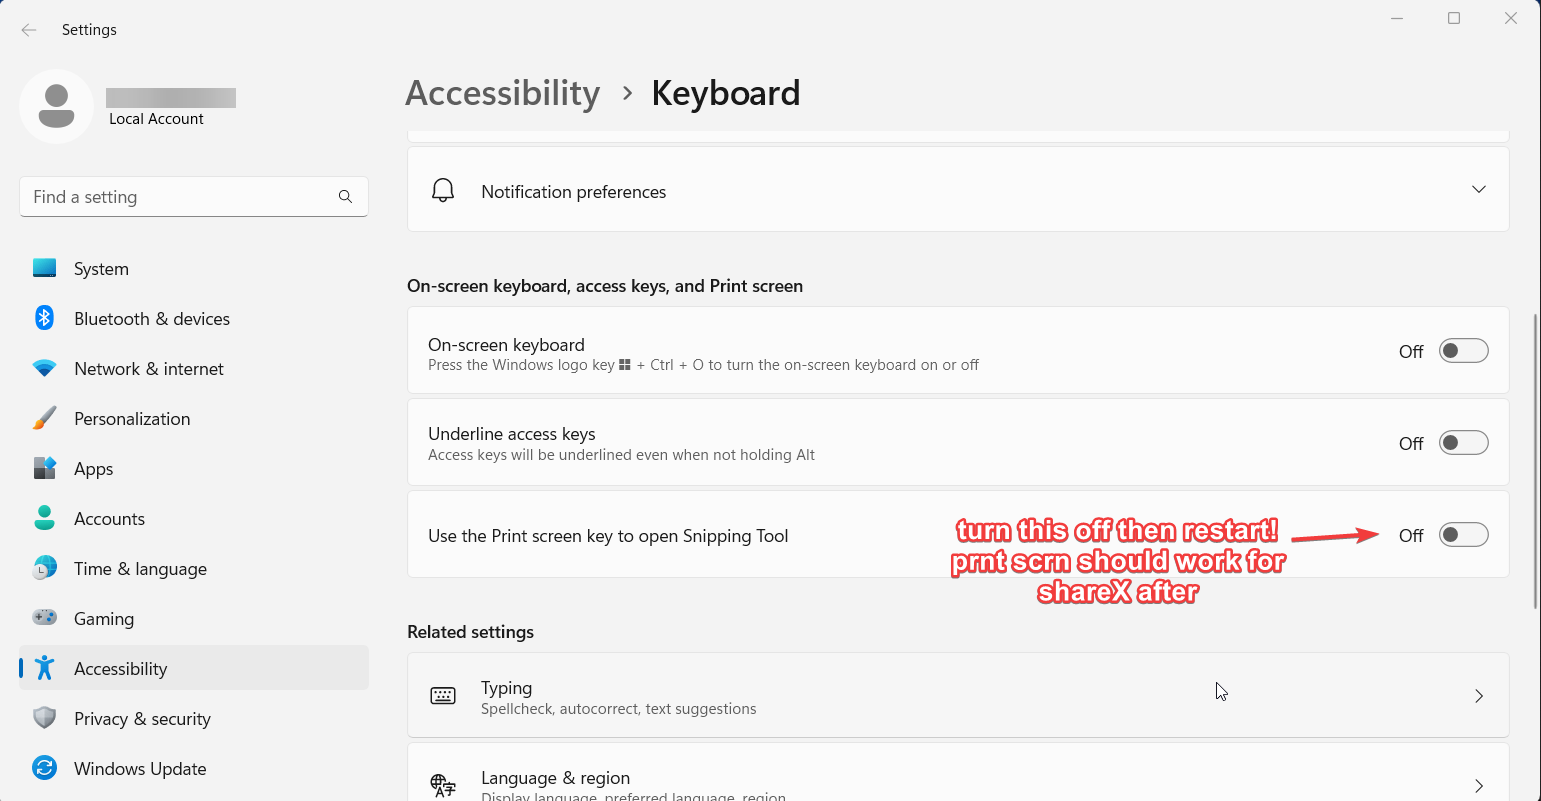 Settings
Local Account
Find a setting
System
Bluetooth & devices
Network & internet
Personalization
Apps
Accounts
Time & language
Gaming
Accessibility
Privacy & security
Windows Update
Accessibility > Keyboard
Notification preferences
On-screen keyboard, access keys, and Print screen
On-screen keyboard
Press the Windows logo key + Ctrl + O to turn the on-screen keyboard on or off
Off
Underline access keys
Access keys will be underlined even when not holding Alt
Off
Use the Print screen key to open Snipping Tool
turn this off then restart!
prnt scrn should work for
shareX after
Off
Related settings
Typing
Spellcheck, autocorrect, text suggestions
Language & region
Display language, preferred language, region